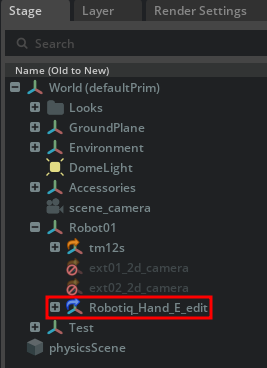 Stage Layer Render Settings
Search
Name (Old to New)
World (defaultPrim)
Looks
GroundPlane
Environment
DomeLight
Accessories
scene_camera
Robot01
tm12s
ext01_2d_camera
ext02_2d_camera
Robotiq_Hand_E_edit
Test
physicsScene